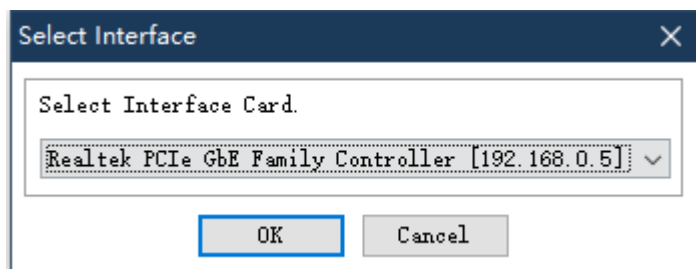 Select Interface
Select Interface Card.
Realtek PCIe GbE Family Controller [192.168.0.5]
OK Cancel